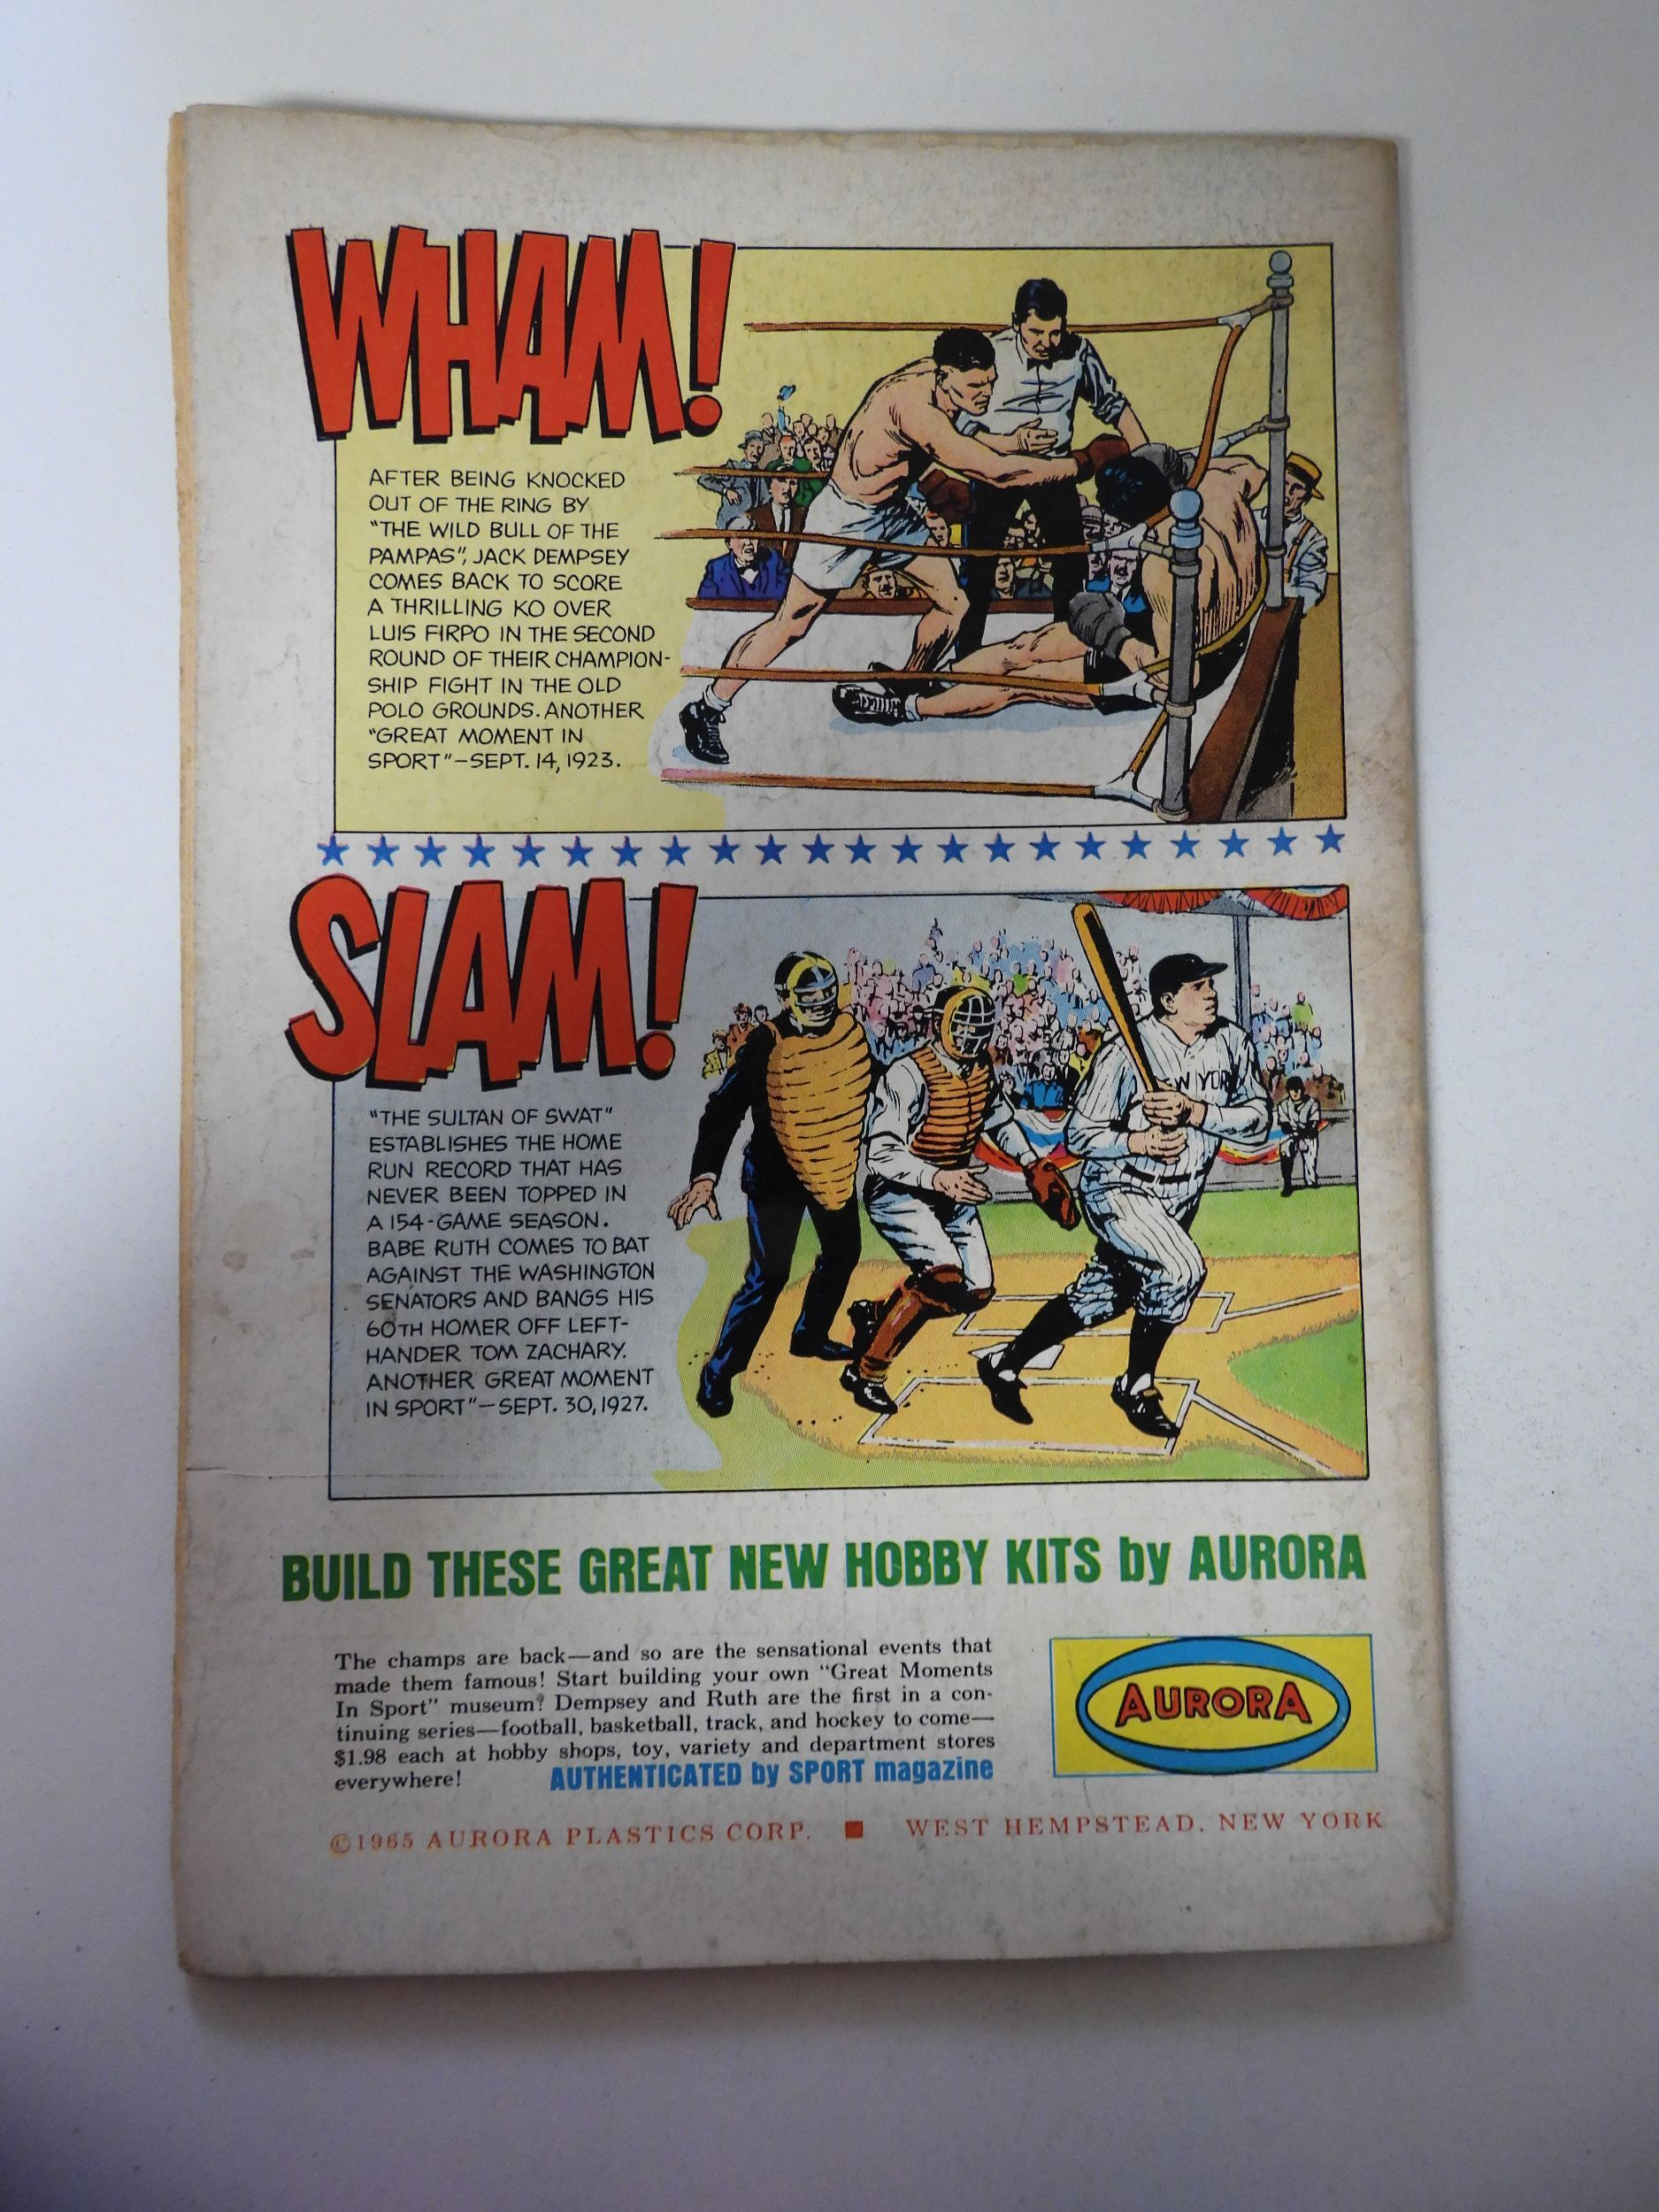 WHAM!
AFTER BEING KNOCKED
OUT OF THE RING BY
"THE WILD BULL OF THE
PAMPAS", JACK DEMPSEY
COMES BACK TO SCORE
A THRILLING KO OVER
LUIS FIRPO IN THE SECOND
ROUND OF THEIR CHAMPION-
SHIP FIGHT IN THE OLD
POLO GROUNDS. ANOTHER
"GREAT MOMENT IN
SPORT"—SEPT. 14, 1923.
SLAM!
"THE SULTAN OF SWAT"
ESTABLISHES THE HOME
RUN RECORD THAT HAS
NEVER BEEN TOPPED IN
A 154-GAME SEASON.
BABE RUTH COMES TO BAT
AGAINST THE WASHINGTON
SENATORS AND BANGS HIS
60TH HOMER OFF LEFT-
HANDER TOM ZACHARY.
ANOTHER GREAT MOMENT
IN SPORT"—SEPT. 30, 1927.
EW YORK
BUILD THESE GREAT NEW HOBBY KITS by AURORA
The champs are back—and so are the sensational events that
made them famous! Start building your own "Great Moments
In Sport" museum! Dempsey and Ruth are the first in a con-
tinuing series—football, basketball, track, and hockey to come—
$1.98 each at hobby shops, toy, variety and department stores
everywhere! AUTHENTICATED by SPORT magazine
AURORA
©1965 AURORA PLASTICS CORP. ■ WEST HEMPSTEAD, NEW YORK